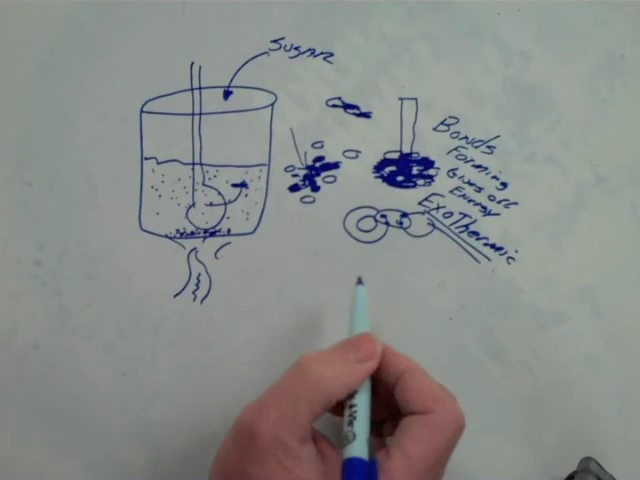 Sugar
Bonds
Forming
Gives off
Energy
ExoThermic